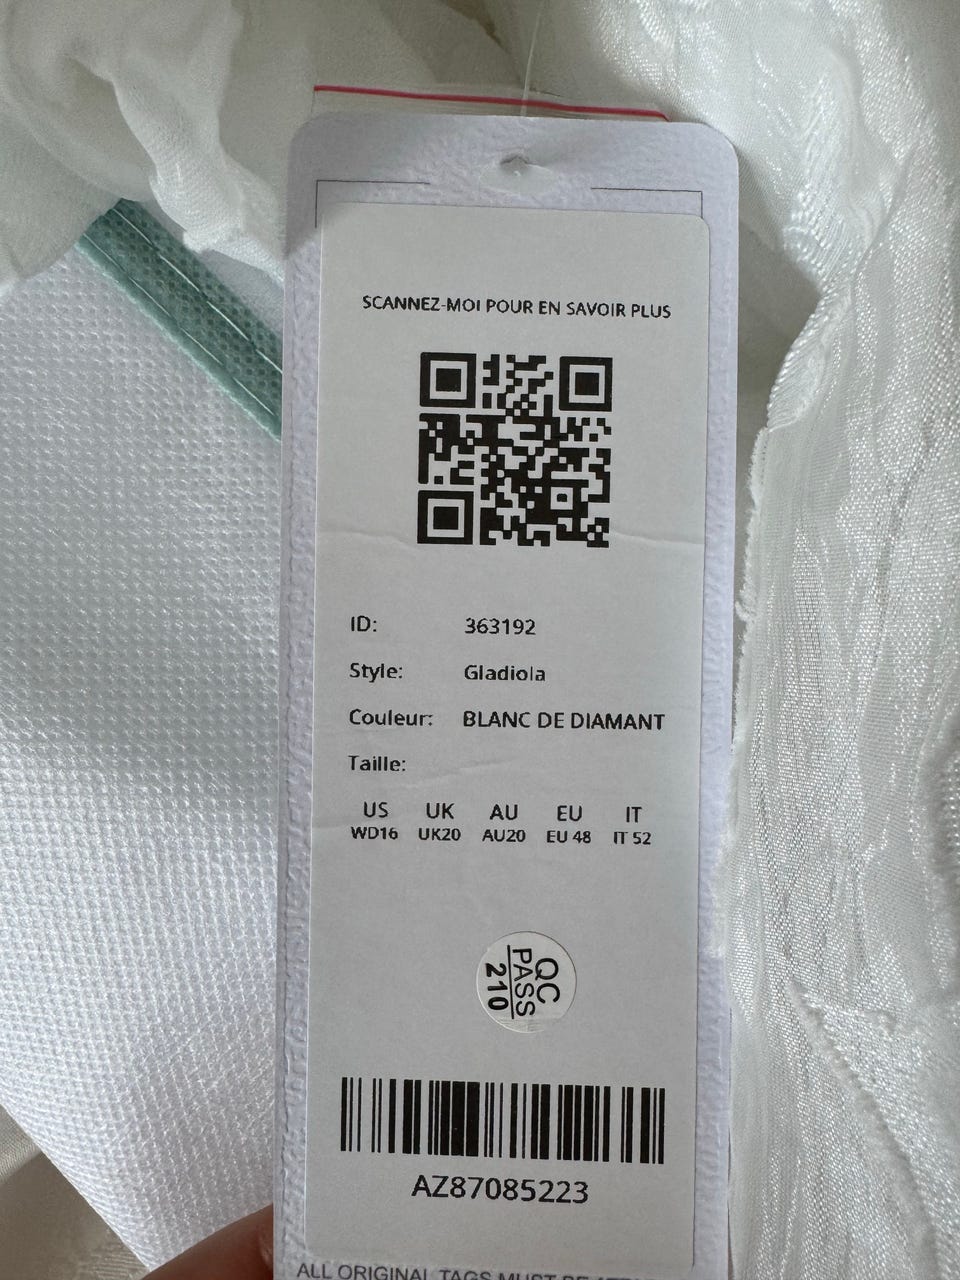 SCANNEZ-MOI POUR EN SAVOIR PLUS
ID: 363192
Style: Gladiola
Couleur: BLANC DE DIAMANT
Taille:
US UK AU EU IT
WD16 UK20 AU20 EU 48 IT 52
QC
PASS
210
AZ87085223
ALL ORIGINAL TAGS MUST BE